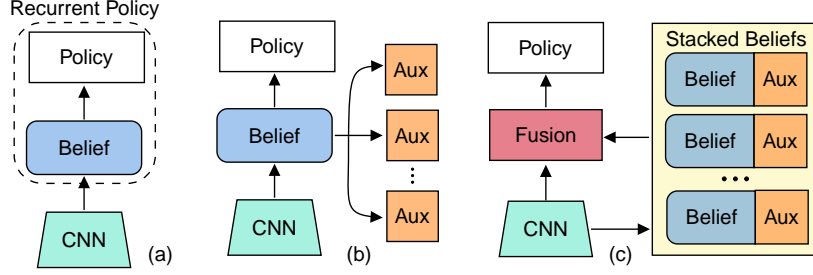 Recurrent Policy
Policy
Belief
CNN
(a)
Policy
Belief
CNN
Aux
Aux
Aux
(b)
Policy
Fusion
CNN
(c)
Stacked Beliefs
Belief Aux
Belief Aux
Belief Aux